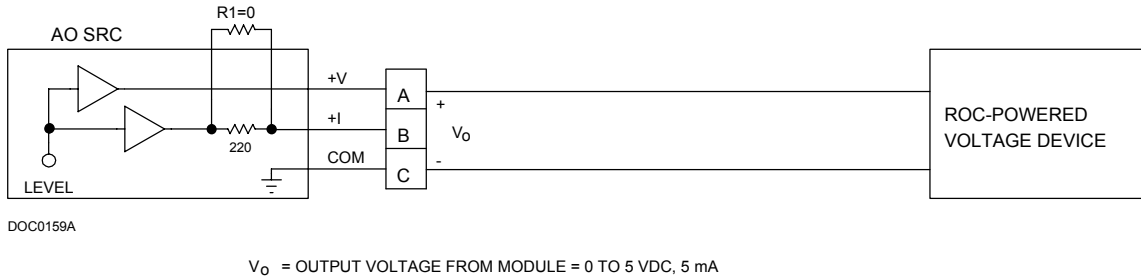 R1=0
AO SRC
+V
A
+
+I
B
Vo
220
COM
C
-
LEVEL
ROC-POWERED
VOLTAGE DEVICE
DOC0159A
Vo = OUTPUT VOLTAGE FROM MODULE = 0 TO 5 VDC, 5 mA